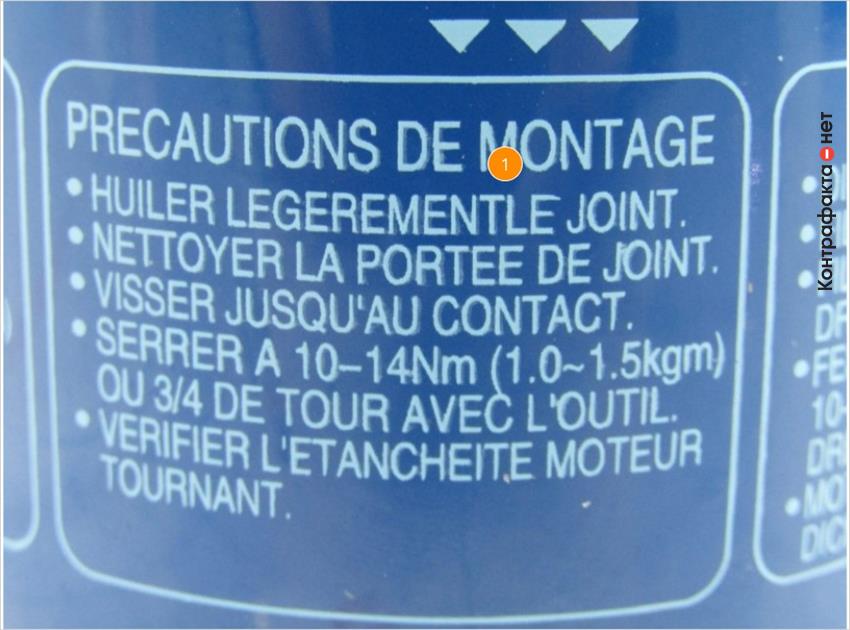 PRECAUTIONS DE MONTAGE
• HUILER LEGEREMENTLE JOINT.
• NETTOYER LA PORTEE DE JOINT.
• VISSER JUSQU'AU CONTACT.
• SERRER A 10–14Nm (1.0~1.5kgm)
OU 3/4 DE TOUR AVEC L'OUTIL.
• VERIFIER L'ETANCHEITE MOTEUR
TOURNANT.
1
Контрафакта нет